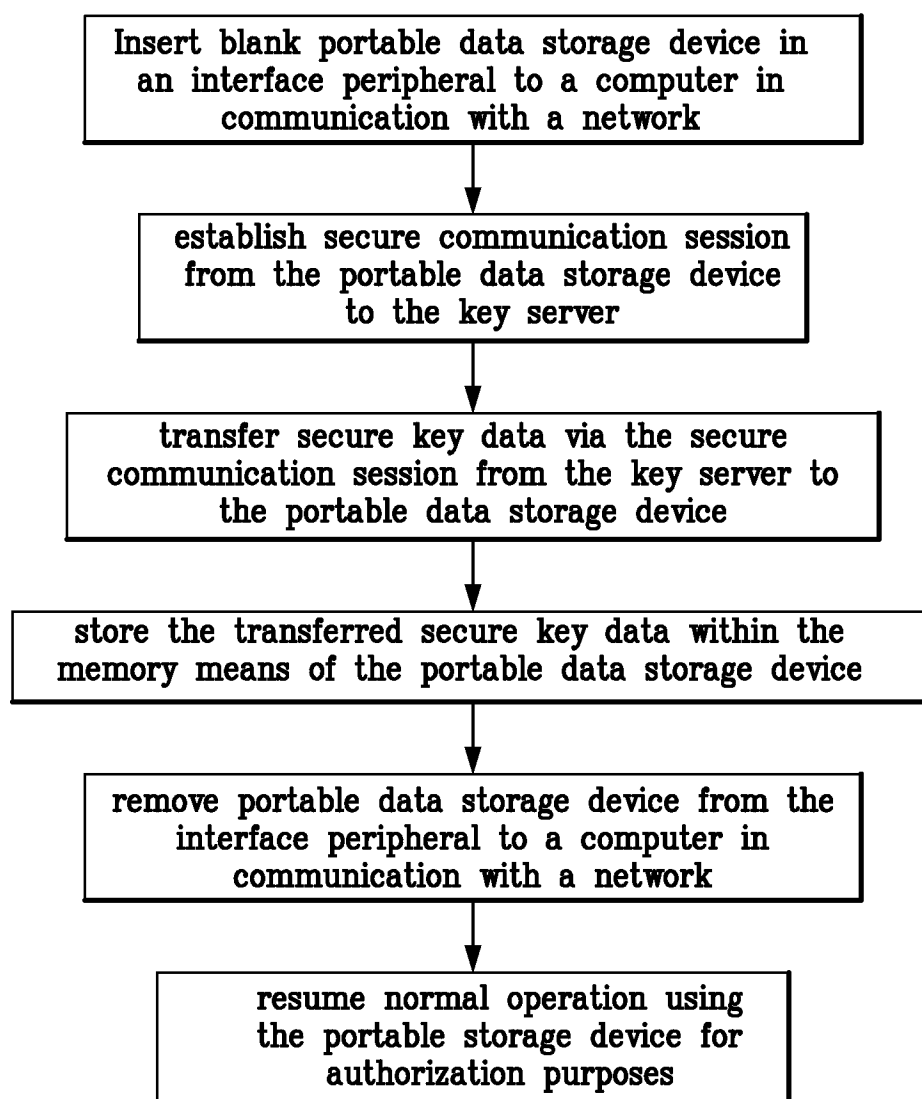 Insert blank portable data storage device in
an interface peripheral to a computer in
communication with a network
establish secure communication session
from the portable data storage device
to the key server
transfer secure key data via the secure
communication session from the key server to
the portable data storage device
store the transferred secure key data within the
memory means of the portable data storage device
remove portable data storage device from the
interface peripheral to a computer in
communication with a network
resume normal operation using
the portable storage device for
authorization purposes